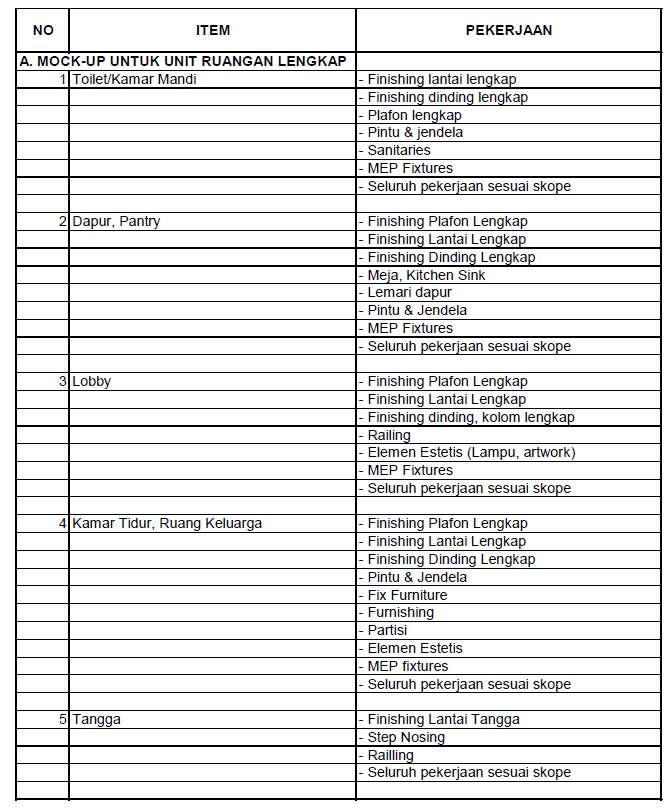 NO ITEM PEKERJAAN
A. MOCK-UP UNTUK UNIT RUANGAN LENGKAP
1 Toilet/Kamar Mandi - Finishing lantai lengkap
- Finishing dinding lengkap
- Plafon lengkap
- Pintu & jendela
- Sanitaries
- MEP Fixtures
- Seluruh pekerjaan sesuai skope
2 Dapur, Pantry - Finishing Plafon Lengkap
- Finishing Lantai Lengkap
- Finishing Dinding Lengkap
- Meja, Kitchen Sink
- Lemari dapur
- Pintu & Jendela
- MEP Fixtures
- Seluruh pekerjaan sesuai skope
3 Lobby - Finishing Plafon Lengkap
- Finishing Lantai Lengkap
- Finishing dinding, kolom lengkap
- Railing
- Elemen Estetis (Lampu, artwork)
- MEP Fixtures
- Seluruh pekerjaan sesuai skope
4 Kamar Tidur, Ruang Keluarga - Finishing Plafon Lengkap
- Finishing Lantai Lengkap
- Finishing Dinding Lengkap
- Pintu & Jendela
- Fix Furniture
- Furnishing
- Partisi
- Elemen Estetis
- MEP fixtures
- Seluruh pekerjaan sesuai skope
5 Tangga - Finishing Lantai Tangga
- Step Nosing
- Railling
- Seluruh pekerjaan sesuai skope